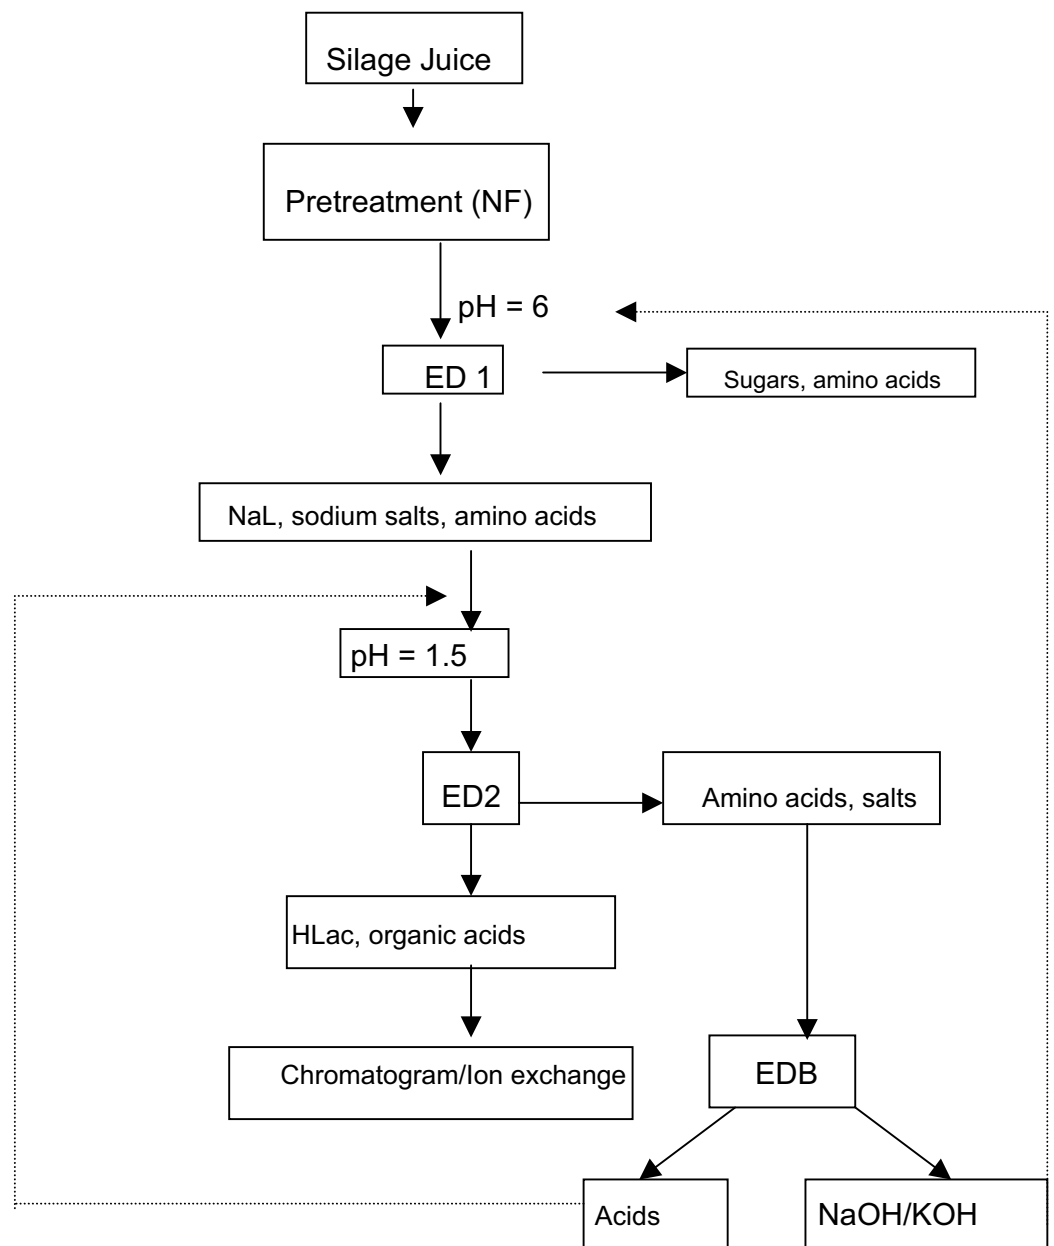 Silage Juice
Pretreatment (NF)
pH = 6
ED 1
Sugars, amino acids
NaL, sodium salts, amino acids
pH = 1.5
ED2
Amino acids, salts
HLac, organic acids
Chromatogram/Ion exchange
EDB
Acids
NaOH/KOH